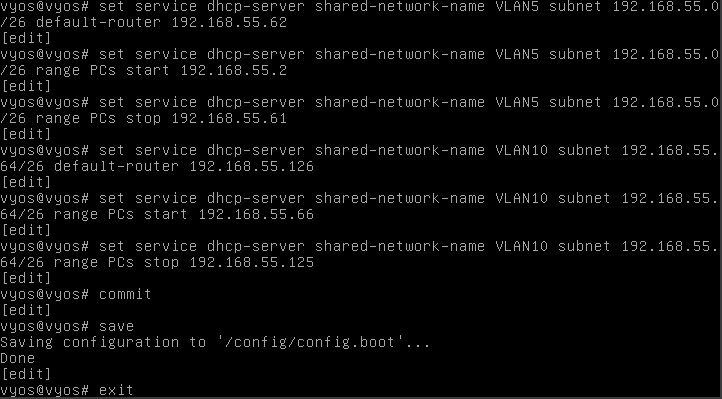 vyos@vyos# set service dhcp-server shared-network-name VLAN5 subnet 192.168.55.0
/26 default-router 192.168.55.62
[edit]
vyos@vyos# set service dhcp-server shared-network-name VLAN5 subnet 192.168.55.0
/26 range PCs start 192.168.55.2
[edit]
vyos@vyos# set service dhcp-server shared-network-name VLAN5 subnet 192.168.55.0
/26 range PCs stop 192.168.55.61
[edit]
vyos@vyos# set service dhcp-server shared-network-name VLAN10 subnet 192.168.55.
64/26 default-router 192.168.55.126
[edit]
vyos@vyos# set service dhcp-server shared-network-name VLAN10 subnet 192.168.55.
64/26 range PCs start 192.168.55.66
[edit]
vyos@vyos# set service dhcp-server shared-network-name VLAN10 subnet 192.168.55.
64/26 range PCs stop 192.168.55.125
[edit]
vyos@vyos# commit
[edit]
vyos@vyos# save
Saving configuration to '/config/config.boot'...
Done
[edit]
vyos@vyos# exit